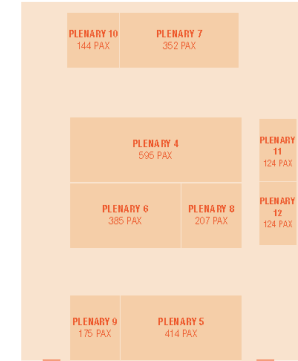 PLENARY 10
144 PAX
PLENARY 7
352 PAX
PLENARY 4
595 PAX
PLENARY
11
124 PAX
PLENARY 6
385 PAX
PLENARY 8
207 PAX
PLENARY
12
124 PAX
PLENARY 9
175 PAX
PLENARY 5
414 PAX